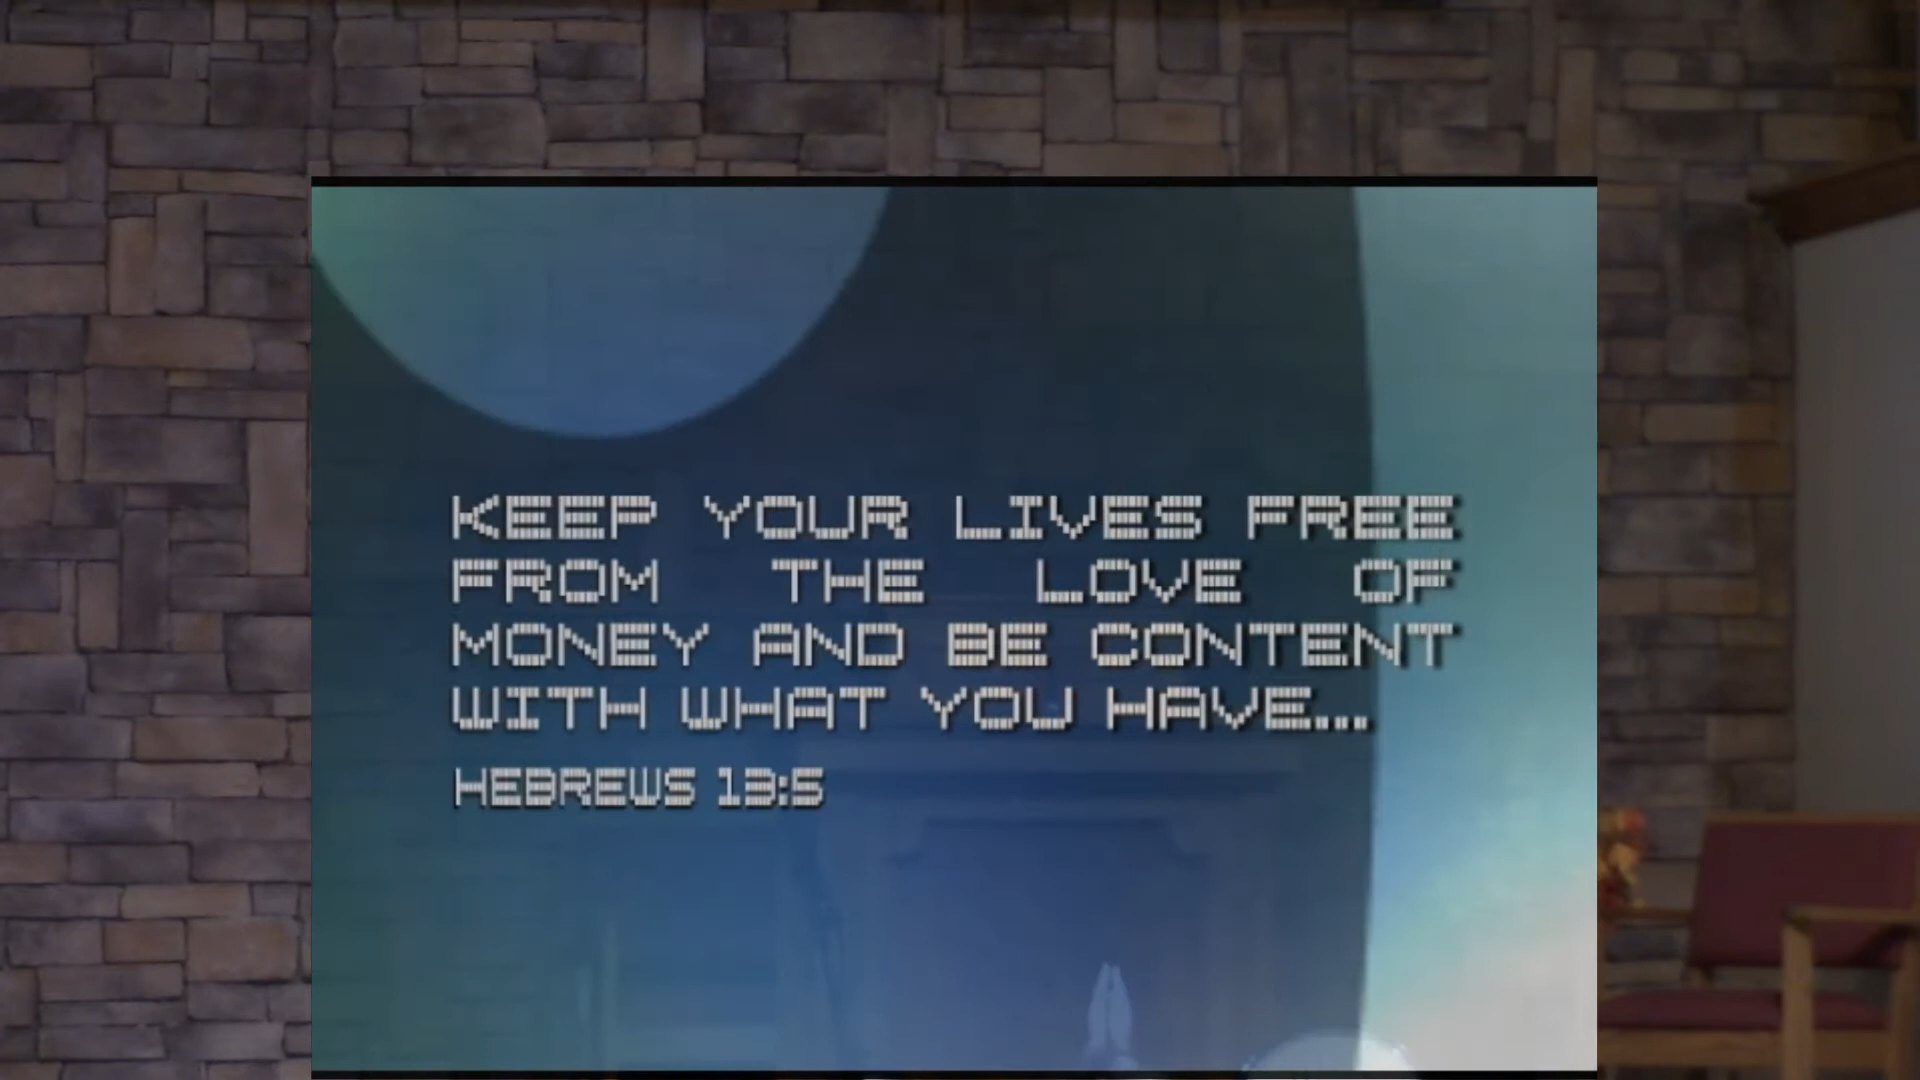 KEEP YOUR LIVES FREE
FROM THE LOVE OF
MONEY AND BE CONTENT
WITH WHAT YOU HAVE...
HEBREWS 13:5